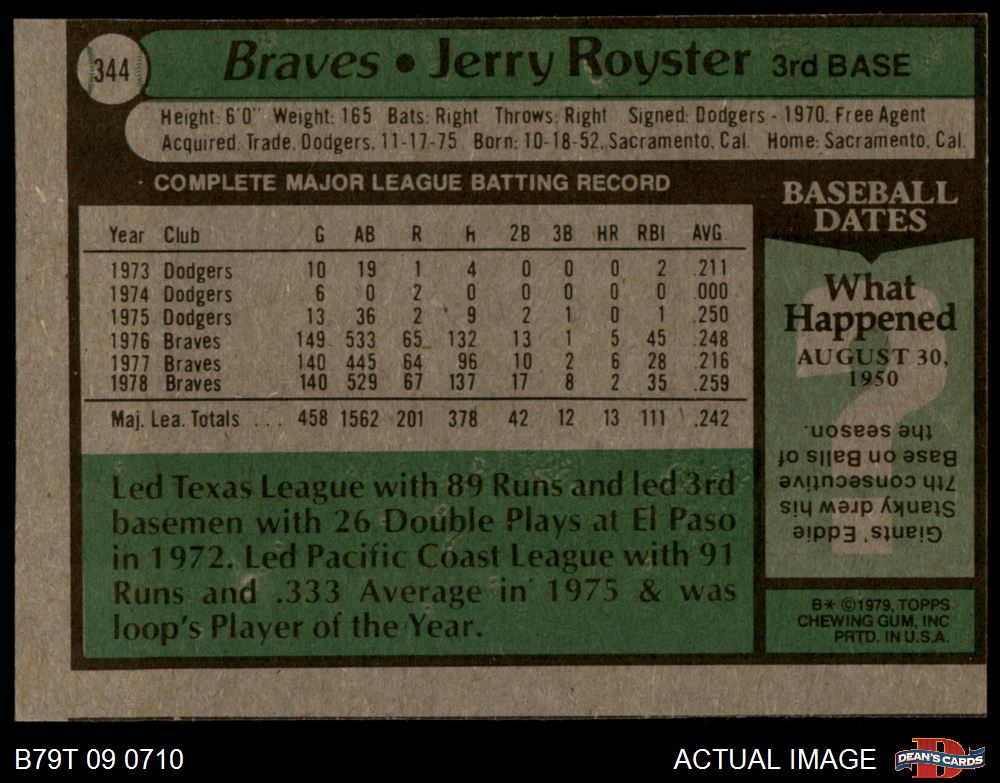 344
Braves • Jerry Royster 3rd BASE
Height: 6'0" Weight: 165 Bats: Right Throws: Right Signed: Dodgers - 1970, Free Agent
Acquired: Trade, Dodgers, 11-17-75 Born: 10-18-52, Sacramento, Cal. Home: Sacramento, Cal.
COMPLETE MAJOR LEAGUE BATTING RECORD
Year Club G AB R H 2B 3B HR RBI AVG.
1973 Dodgers 10 19 1 4 0 0 0 2 .211
1974 Dodgers 6 0 2 0 0 0 0 0 .000
1975 Dodgers 13 36 2 9 2 1 0 1 .250
1976 Braves 149 533 65 132 13 1 5 45 .248
1977 Braves 140 445 64 96 10 2 6 28 .216
1978 Braves 140 529 67 137 17 8 2 35 .259
Maj. Lea. Totals ... 458 1562 201 378 42 12 13 111 .242
Led Texas League with 89 Runs and led 3rd
basemen with 26 Double Plays at El Paso
in 1972. Led Pacific Coast League with 91
Runs and .333 Average in 1975 & was
loop's Player of the Year.
BASEBALL
DATES
What
Happened
AUGUST 30,
1950
Giants' Eddie
Stanky drew his
7th consecutive
Base on Balls of
the season.
B* ©1979, TOPPS
CHEWING GUM, INC
PRTD. IN U.S.A.
B79T 09 0710
ACTUAL IMAGE
D
DEAN'S CARDS